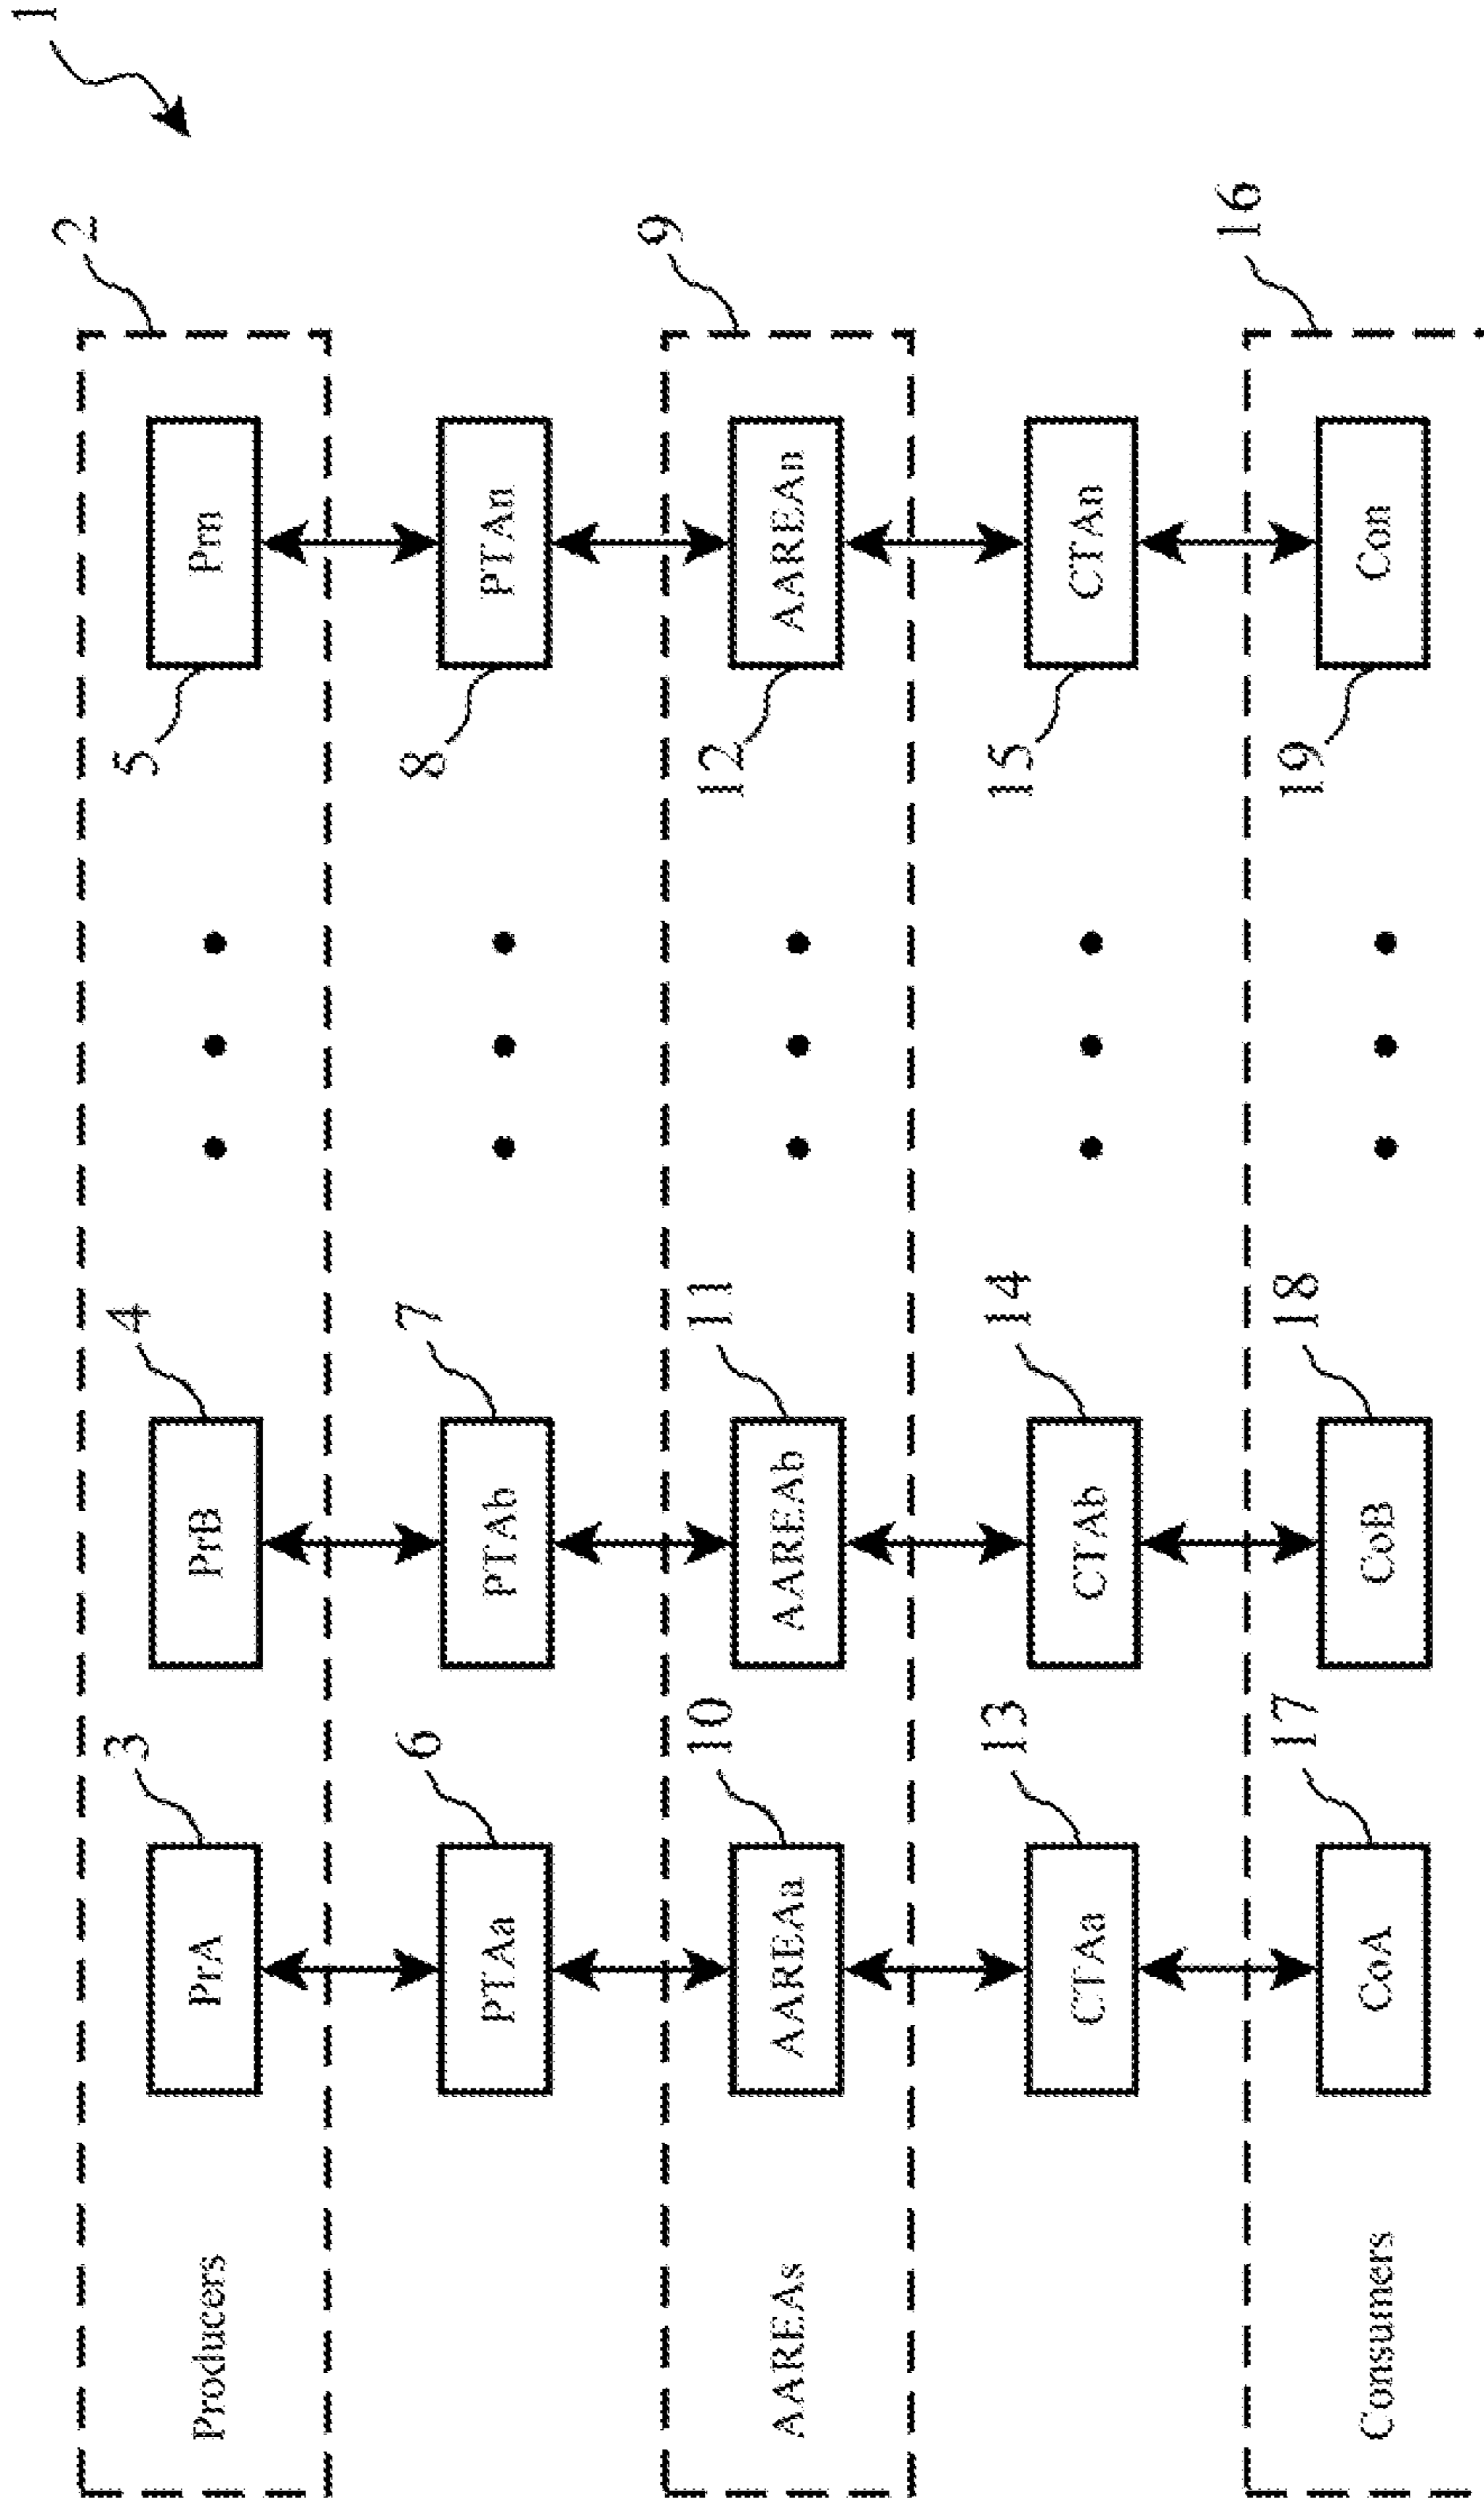 1
2
Producers
PrA
3
PrB
4
Prn
5
PTAa
6
PTAb
7
PTAn
8
9
AAREAs
AAREAa
10
AAREAb
11
AAREAn
12
CTAa
13
CTAb
14
CTAn
15
16
Consumers
CoA
17
CoB
18
Con
19